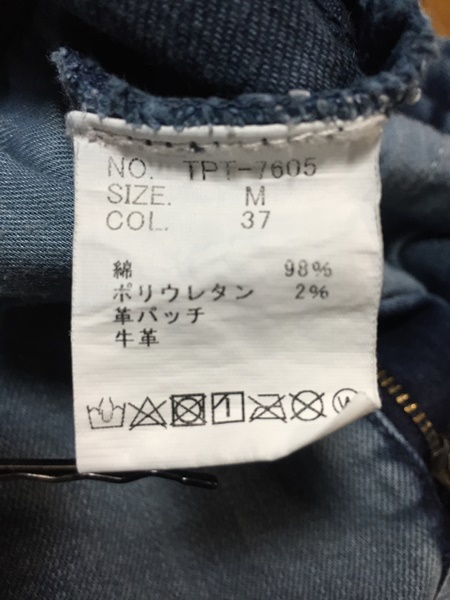 NO. TPT-7605
SIZE. M
COL. 37
綿 98%
ポリウレタン 2%
革パッチ
牛革
W